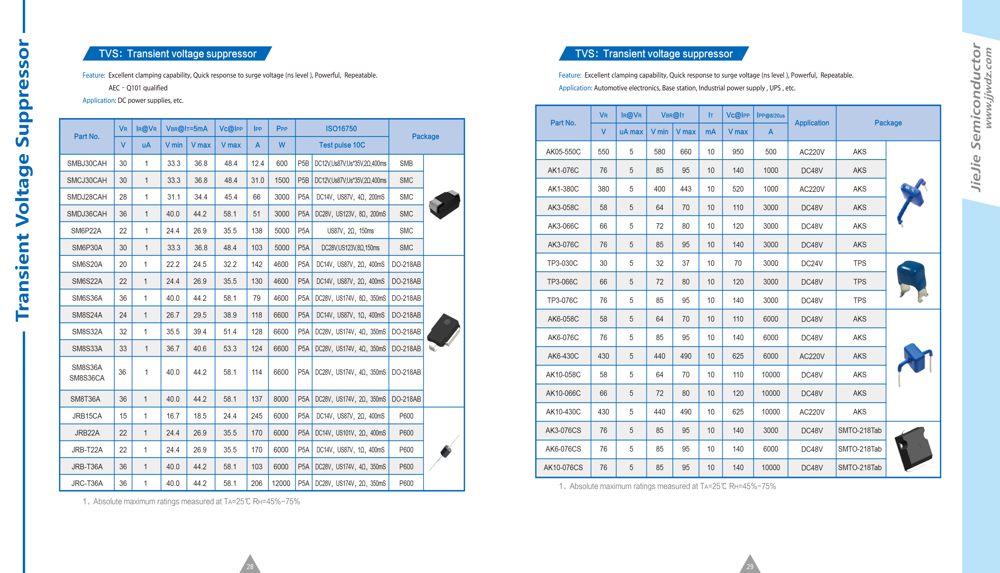 Transient Voltage Suppressor
TVS: Transient voltage suppressor
Feature: Excellent clamping capability, Quick response to surge voltage (ns level ), Powerful, Repeatable.
AEC - Q101 qualified
Application: DC power supplies, etc.
Part No. VR IR@VR VBR@IT=5mA VC@IPP IPP PPP ISO16750 Package
V uA V min V max V max A W Test pulse 10C
SMBJ30CAH 30 1 33.3 36.8 48.4 12.4 600 P5B DC12V,Us87V,Us*35V,2Ω,400ms SMB
SMCJ30CAH 30 1 33.3 36.8 48.4 31.0 1500 P5B DC12V,Us87V,Us*35V,2Ω,400ms SMC
SMDJ28CAH 28 1 31.1 34.4 45.4 66 3000 P5A DC14V, US87V, 4Ω, 200mS SMC
SMDJ36CAH 36 1 40.0 44.2 58.1 51 3000 P5A DC28V, US123V, 8Ω, 200mS SMC
SM6P22A 22 1 24.4 26.9 35.5 138 5000 P5A US87V, 2Ω, 150ms SMC
SM6P30A 30 1 33.3 36.8 48.4 103 5000 P5A DC28V,US123V,8Ω,150ms SMC
SM6S20A 20 1 22.2 24.5 32.2 142 4600 P5A DC14V, US87V, 2Ω, 400mS DO-218AB
SM6S22A 22 1 24.4 26.9 35.5 130 4600 P5A DC14V, US87V, 2Ω, 400mS DO-218AB
SM6S36A 36 1 40.0 44.2 58.1 79 4600 P5A DC28V, US174V, 8Ω, 350mS DO-218AB
SM8S24A 24 1 26.7 29.5 38.9 118 6600 P5A DC14V, US87V, 1Ω, 400mS DO-218AB
SM8S32A 32 1 35.5 39.4 51.4 128 6600 P5A DC28V, US174V, 4Ω, 350mS DO-218AB
SM8S33A 33 1 36.7 40.6 53.3 124 6600 P5A DC28V, US174V, 4Ω, 350mS DO-218AB
SM8S36A
SM8S36CA 36 1 40.0 44.2 58.1 114 6600 P5A DC28V, US174V, 4Ω, 350mS DO-218AB
SM8T36A 36 1 40.0 44.2 58.1 137 8000 P5A DC28V, US174V, 2Ω, 350mS DO-218AB
JRB15CA 15 1 16.7 18.5 24.4 245 6000 P5A DC14V, US87V, 2Ω, 400mS P600
JRB22A 22 1 24.4 26.9 35.5 170 6000 P5A DC14V, US101V, 2Ω, 400mS P600
JRB-T22A 22 1 24.4 26.9 35.5 170 6000 P5A DC14V, US87V, 1Ω, 400mS P600
JRB-T36A 36 1 40.0 44.2 58.1 103 6000 P5A DC28V, US174V, 4Ω, 350mS P600
JRC-T36A 36 1 40.0 44.2 58.1 206 12000 P5A DC28V, US174V, 2Ω, 350mS P600
1、Absolute maximum ratings measured at TA=25℃ RH=45%-75%
28
TVS: Transient voltage suppressor
Feature: Excellent clamping capability, Quick response to surge voltage (ns level ), Powerful, Repeatable.
Application: Automotive electronics, Base station, Industrial power supply , UPS , etc.
Part No. VR IR@VR VBR@IT IT VC@IPP IPP@8/20us Application Package
V uA max V min V max mA V max A
AK05-550C 550 5 580 660 10 950 500 AC220V AKS
AK1-076C 76 5 85 95 10 140 1000 DC48V AKS
AK1-380C 380 5 400 443 10 520 1000 AC220V AKS
AK3-058C 58 5 64 70 10 110 3000 DC48V AKS
AK3-066C 66 5 72 80 10 120 3000 DC48V AKS
AK3-076C 76 5 85 95 10 140 3000 DC48V AKS
TP3-030C 30 5 32 37 10 70 3000 DC24V TPS
TP3-066C 66 5 72 80 10 120 3000 DC48V TPS
TP3-076C 76 5 85 95 10 140 3000 DC48V TPS
AK6-058C 58 5 64 70 10 110 6000 DC48V AKS
AK6-076C 76 5 85 95 10 140 6000 DC48V AKS
AK6-430C 430 5 440 490 10 625 6000 AC220V AKS
AK10-058C 58 5 64 70 10 110 10000 DC48V AKS
AK10-066C 66 5 72 80 10 120 10000 DC48V AKS
AK10-430C 430 5 440 490 10 625 10000 AC220V AKS
AK3-076CS 76 5 85 95 10 140 3000 DC48V SMTO-218Tab
AK6-076CS 76 5 85 95 10 140 6000 DC48V SMTO-218Tab
AK10-076CS 76 5 85 95 10 140 10000 DC48V SMTO-218Tab
1、Absolute maximum ratings measured at TA=25℃ RH=45%-75%
29
JieJie Semiconductor
www.jjwdz.com